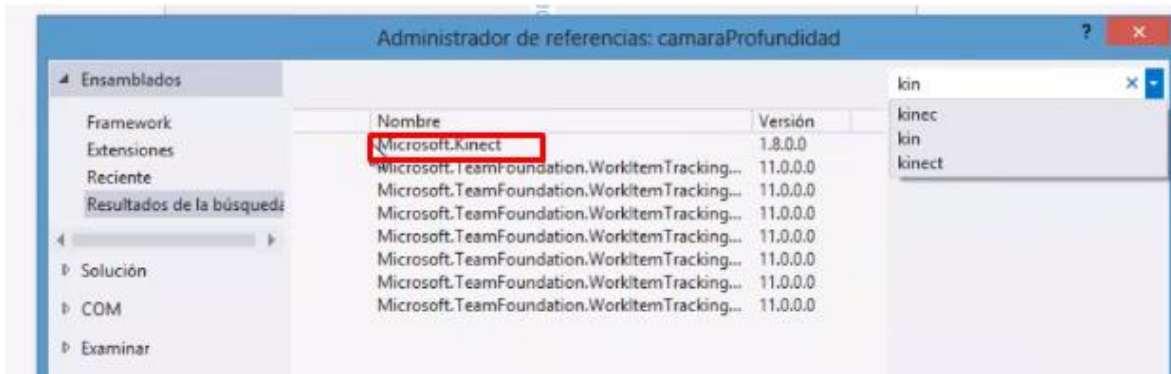 Administrador de referencias: camaraProfundidad
?
Ensamblados
kin
Framework
Extensiones
Reciente
Resultados de la búsqueda
Solución
COM
Examinar
Nombre Versión
Microsoft.Kinect 1.8.0.0
Microsoft.TeamFoundation.WorkItemTracking... 11.0.0.0
Microsoft.TeamFoundation.WorkItemTracking... 11.0.0.0
Microsoft.TeamFoundation.WorkItemTracking... 11.0.0.0
Microsoft.TeamFoundation.WorkItemTracking... 11.0.0.0
Microsoft.TeamFoundation.WorkItemTracking... 11.0.0.0
Microsoft.TeamFoundation.WorkItemTracking... 11.0.0.0
Microsoft.TeamFoundation.WorkItemTracking... 11.0.0.0
kinec
kin
kinect